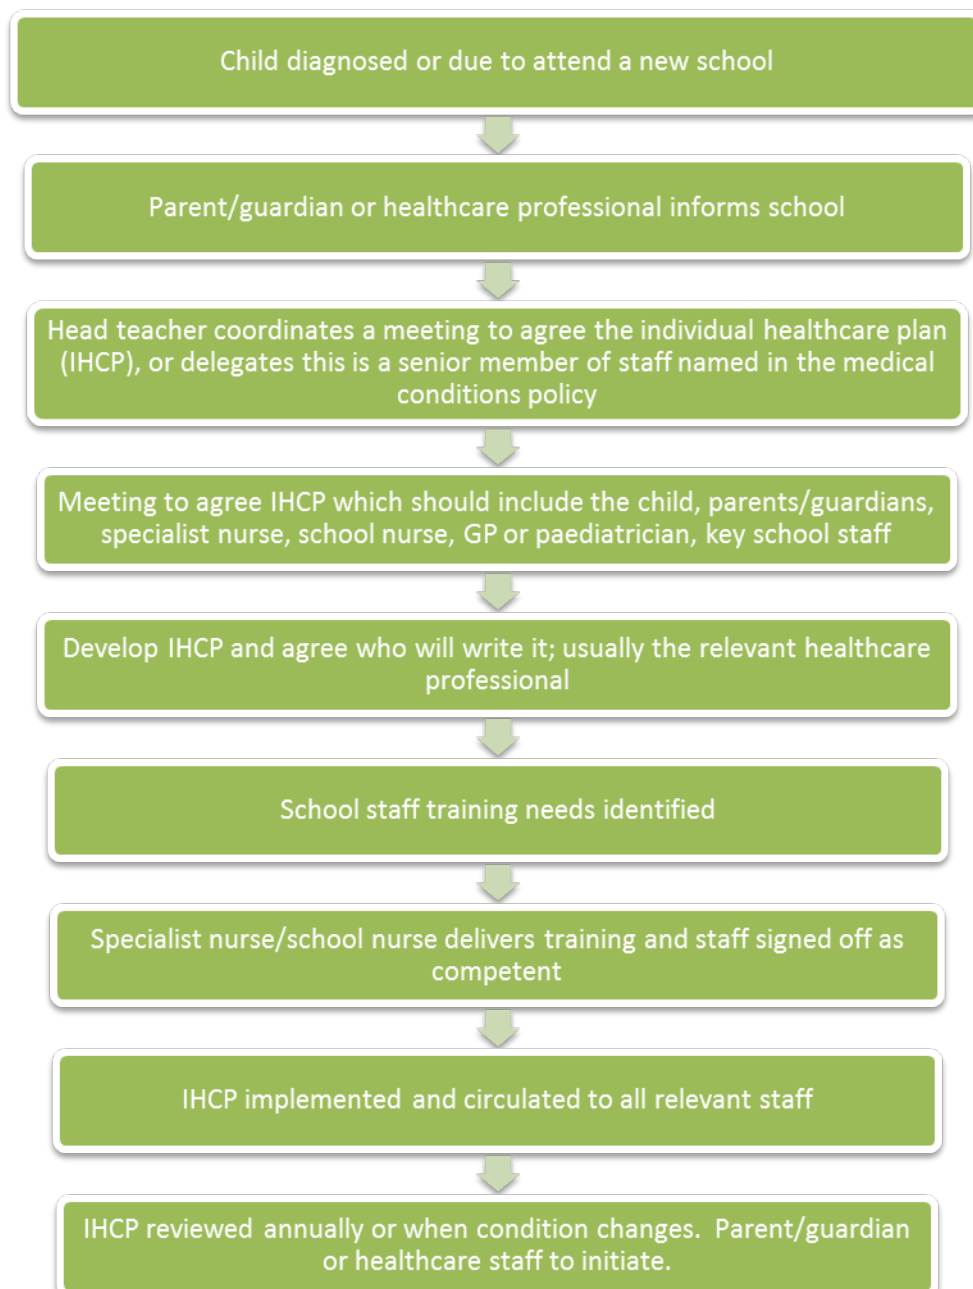 Child diagnosed or due to attend a new school
Parent/guardian or healthcare professional informs school
Head teacher coordinates a meeting to agree the individual healthcare plan
(IHCP), or delegates this is a senior member of staff named in the medical
conditions policy
Meeting to agree IHCP which should include the child, parents/guardians,
specialist nurse, school nurse, GP or paediatrician, key school staff
Develop IHCP and agree who will write it; usually the relevant healthcare
professional
School staff training needs identified
Specialist nurse/school nurse delivers training and staff signed off as
competent
IHCP implemented and circulated to all relevant staff
IHCP reviewed annually or when condition changes. Parent/guardian
or healthcare staff to initiate.